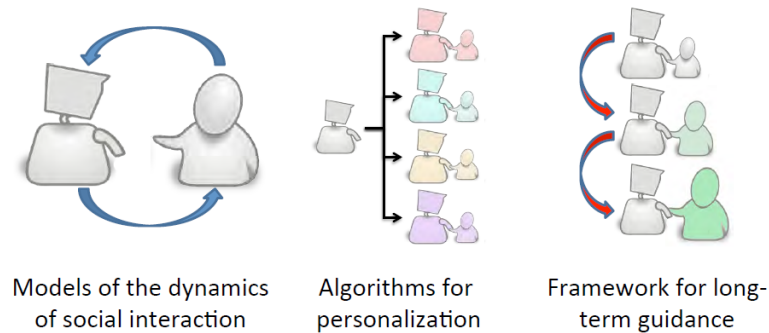 Models of the dynamics
of social interaction
Algorithms for
personalization
Framework for long-
term guidance